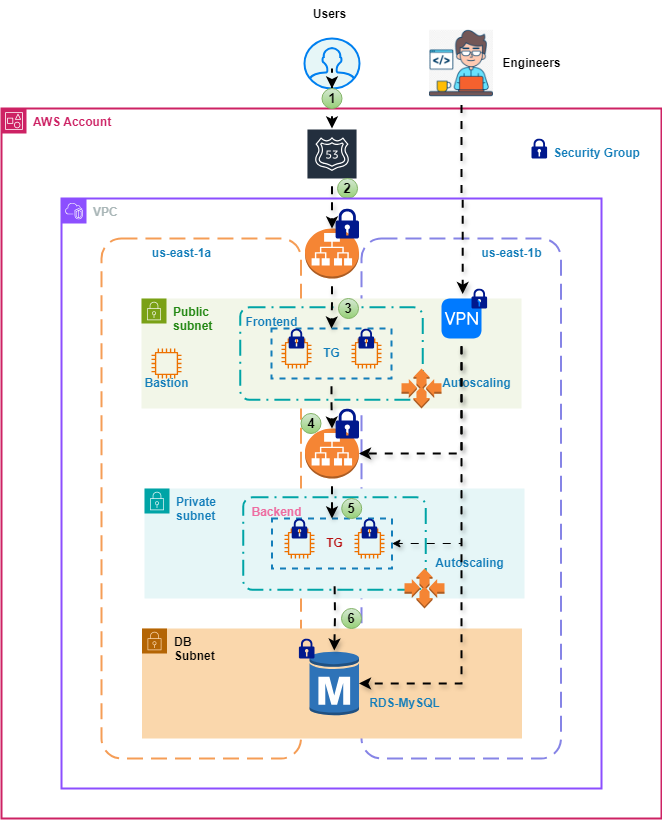 Users
Engineers
</>
1
AWS Account
53
Security Group
2
VPC
us-east-1a
us-east-1b
Public
subnet
3
VPN
Frontend
TG
Bastion
Autoscaling
4
Private
subnet
5
Backend
TG
Autoscaling
6
DB
Subnet
M
RDS-MySQL